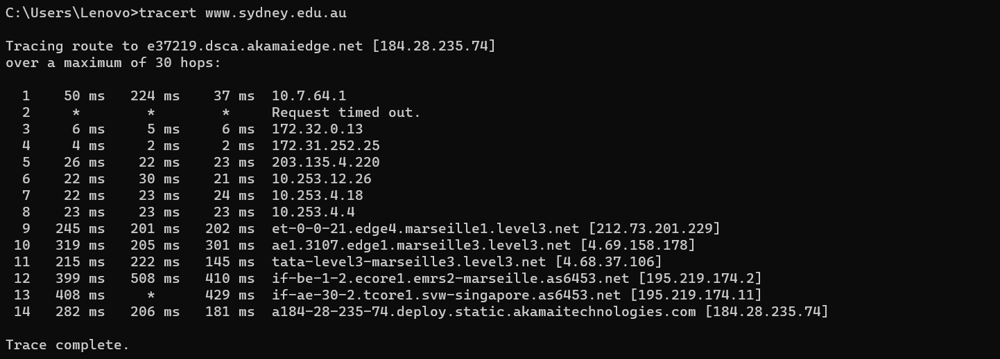 C:\Users\Lenovo>tracert www.sydney.edu.au
Tracing route to e37219.dsca.akamaiedge.net [184.28.235.74]
over a maximum of 30 hops:
1 50 ms 224 ms 37 ms 10.7.64.1
2 * * * Request timed out.
3 6 ms 5 ms 6 ms 172.32.0.13
4 4 ms 2 ms 2 ms 172.31.252.25
5 26 ms 22 ms 23 ms 203.135.4.220
6 22 ms 30 ms 21 ms 10.253.12.26
7 22 ms 23 ms 24 ms 10.253.4.18
8 23 ms 23 ms 23 ms 10.253.4.4
9 245 ms 201 ms 202 ms et-0-0-21.edge4.marseille1.level3.net [212.73.201.229]
10 319 ms 205 ms 301 ms ae1.3107.edge1.marseille3.level3.net [4.69.158.178]
11 215 ms 222 ms 145 ms tata-level3-marseille3.level3.net [4.68.37.106]
12 399 ms 508 ms 410 ms if-be-1-2.ecore1.emrs2-marseille.as6453.net [195.219.174.2]
13 408 ms * 429 ms if-ae-30-2.tcore1.svw-singapore.as6453.net [195.219.174.11]
14 282 ms 206 ms 181 ms a184-28-235-74.deploy.static.akamaitechnologies.com [184.28.235.74]
Trace complete.